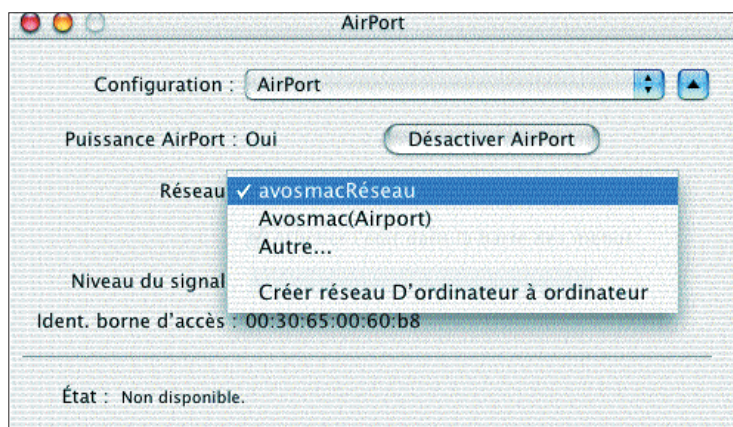 AirPort
Configuration : AirPort
Puissance AirPort : Oui Désactiver AirPort
Réseau ✓ avosmacRéseau
Avosmac(Airport)
Autre...
Niveau du signal
Créer réseau D'ordinateur à ordinateur
Ident. borne d'accès : 00:30:65:00:60:b8
État : Non disponible.